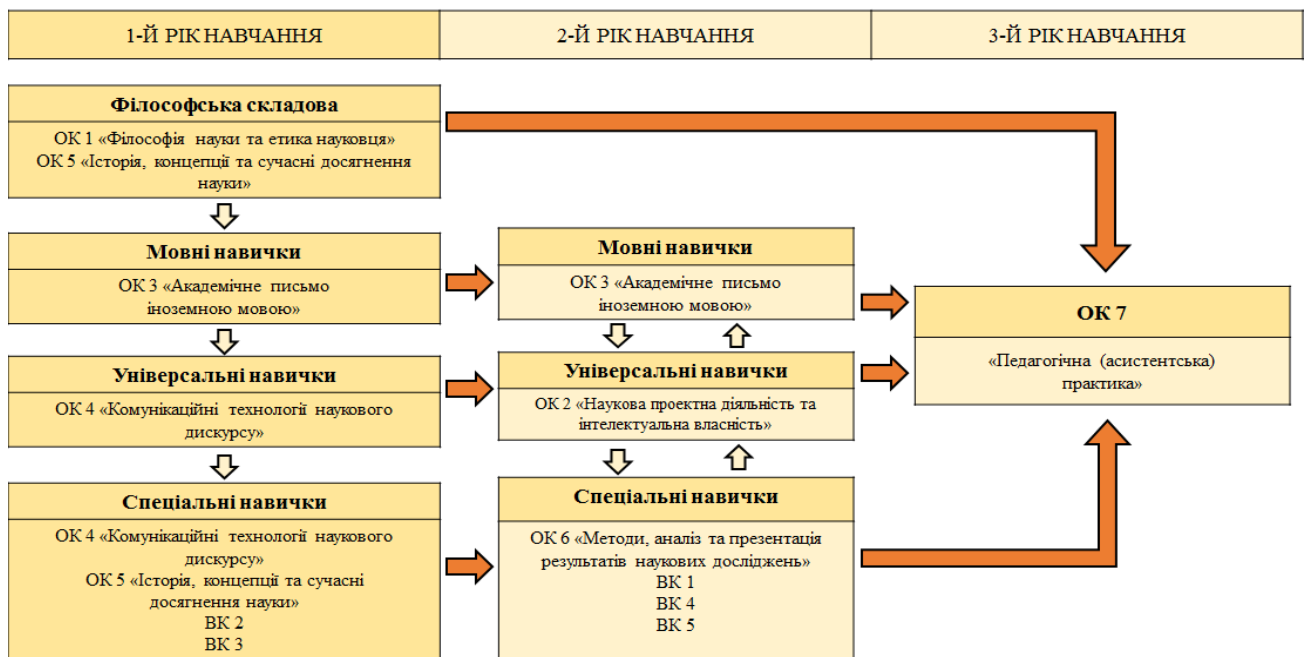 1-Й РІК НАВЧАННЯ
2-Й РІК НАВЧАННЯ
3-Й РІК НАВЧАННЯ
Філософська складова
ОК 1 «Філософія науки та етика науковця»
ОК 5 «Історія, концепції та сучасні досягнення
науки»
Мовні навички
ОК 3 «Академічне письмо
іноземною мовою»
Універсальні навички
ОК 4 «Комунікаційні технології наукового
дискурсу»
Спеціальні навички
ОК 4 «Комунікаційні технології наукового
дискурсу»
ОК 5 «Історія, концепції та сучасні
досягнення науки»
ВК 2
ВК 3
Мовні навички
ОК 3 «Академічне письмо
іноземною мовою»
Універсальні навички
ОК 2 «Наукова проектна діяльність та
інтелектуальна власність»
Спеціальні навички
ОК 6 «Методи, аналіз та презентація
результатів наукових досліджень»
ВК 1
ВК 4
ВК 5
ОК 7
«Педагогічна (асистентська)
практика»